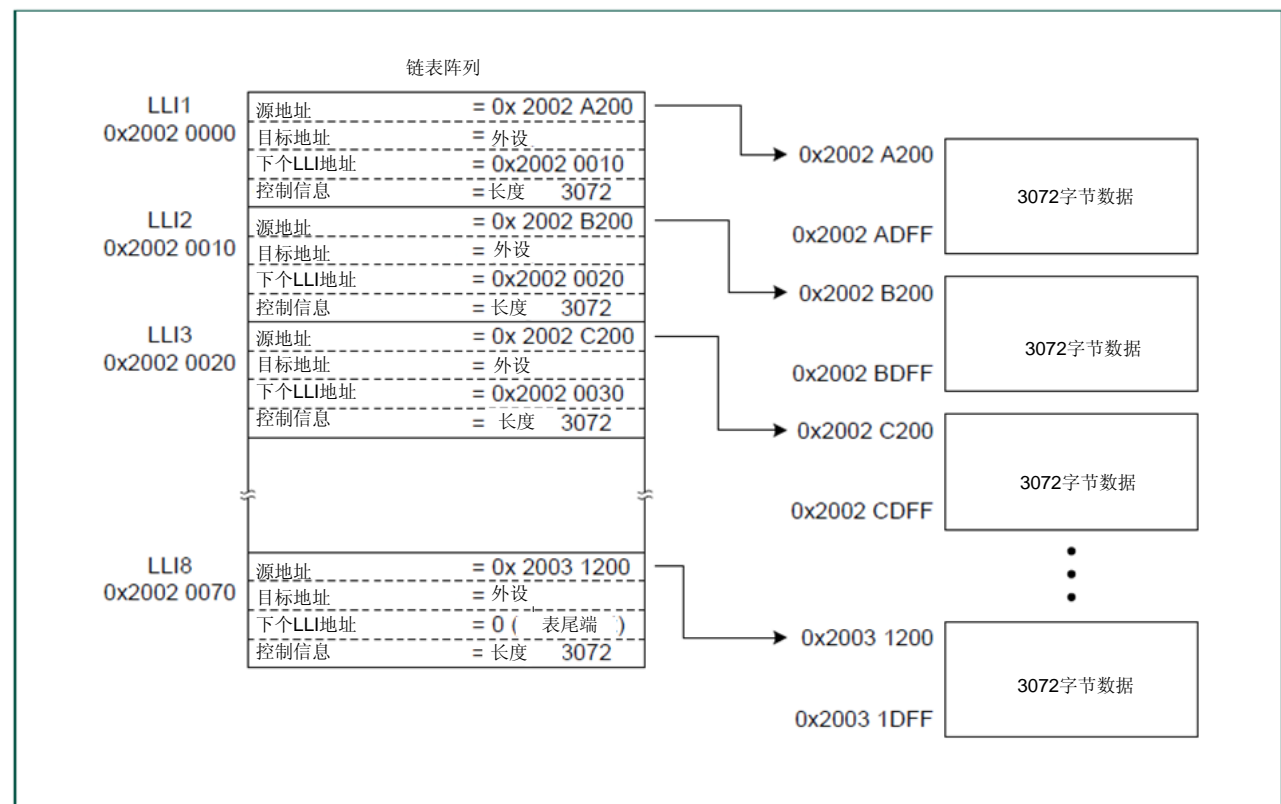 链表阵列
LLI1
0x2002 0000
源地址 = 0x 2002 A200
目标地址 = 外设
下个LLI地址 = 0x2002 0010
控制信息 = 长度 3072
LLI2
0x2002 0010
源地址 = 0x 2002 B200
目标地址 = 外设
下个LLI地址 = 0x2002 0020
控制信息 = 长度 3072
LLI3
0x2002 0020
源地址 = 0x 2002 C200
目标地址 = 外设
下个LLI地址 = 0x2002 0030
控制信息 = 长度 3072
LLI8
0x2002 0070
源地址 = 0x 2003 1200
目标地址 = 外设
下个LLI地址 = 0 ( 表尾端 )
控制信息 = 长度 3072
0x2002 A200
3072字节数据
0x2002 ADFF
0x2002 B200
3072字节数据
0x2002 BDFF
0x2002 C200
3072字节数据
0x2002 CDFF
0x2003 1200
3072字节数据
0x2003 1DFF